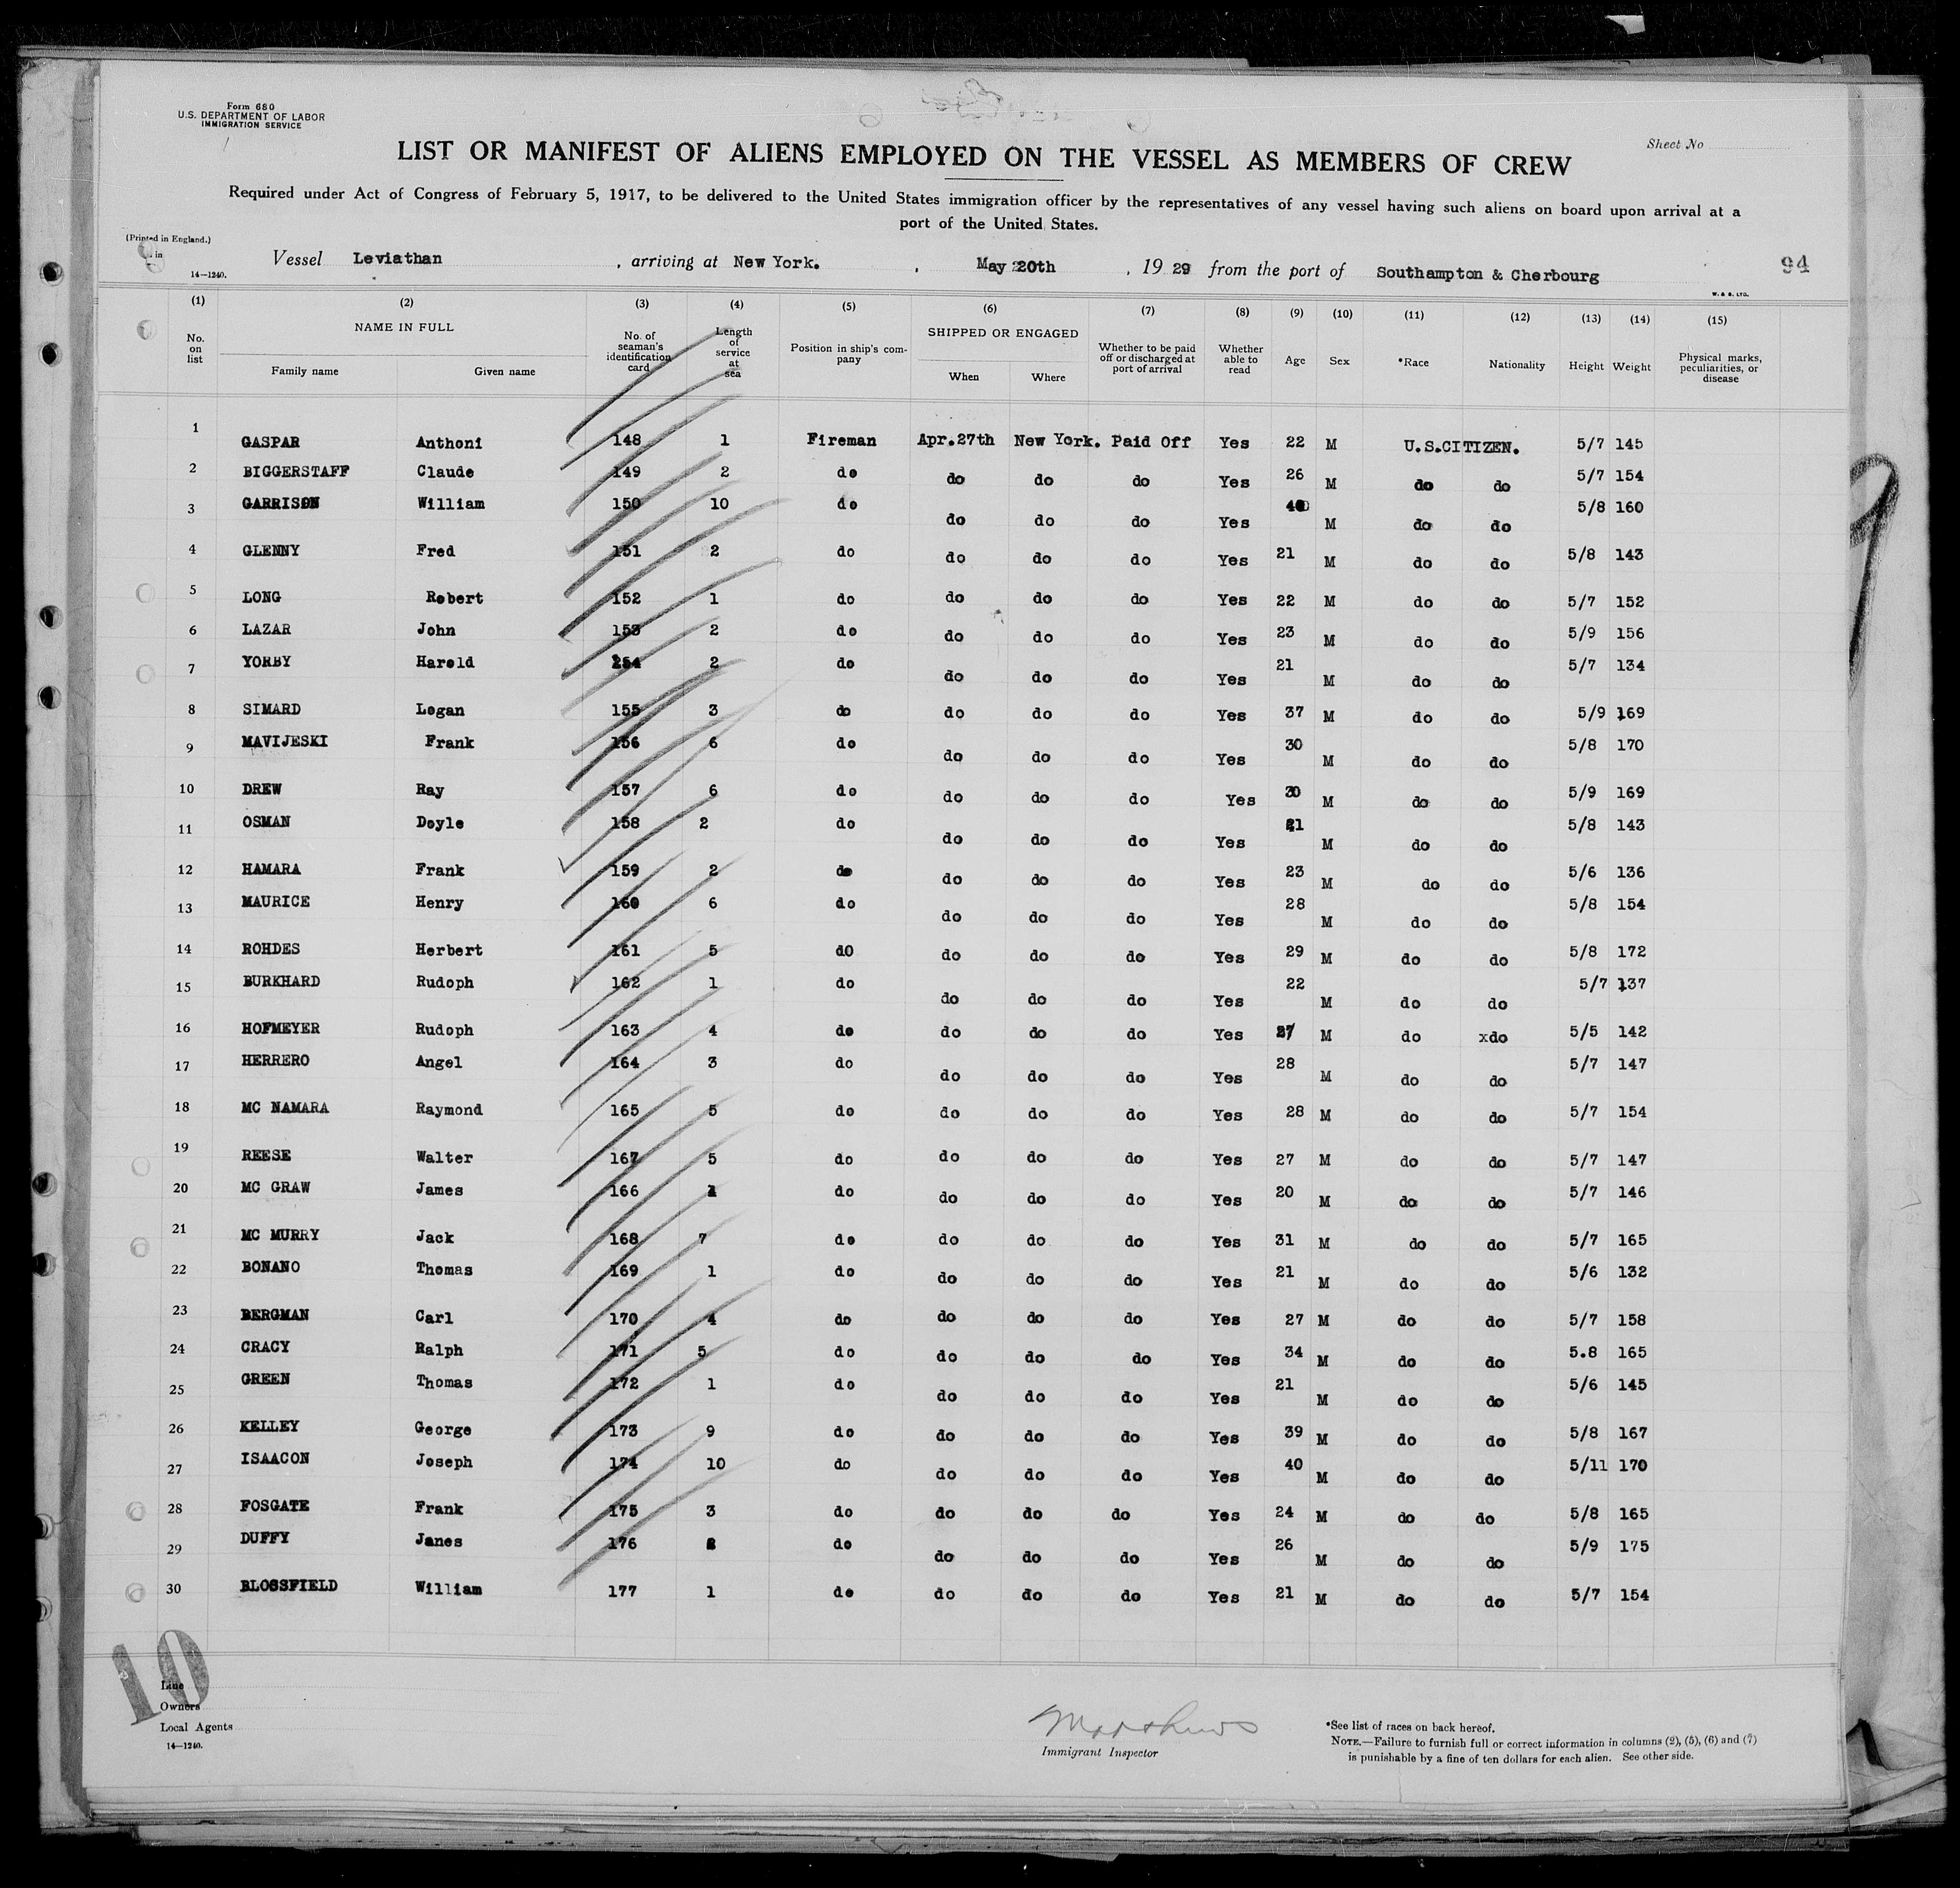 Form 680
U.S. DEPARTMENT OF LABOR
IMMIGRATION SERVICE
Sheet No
LIST OR MANIFEST OF ALIENS EMPLOYED ON THE VESSEL AS MEMBERS OF CREW
Required under Act of Congress of February 5, 1917, to be delivered to the United States immigration officer by the representatives of any vessel having such aliens on board upon arrival at a
port of the United States.
(Printed in England.)
14—1240.
Vessel Leviathan , arriving at New York. , May 20th , 19 29 from the port of Southampton & Cherbourg
94
W. & S. LTD.
(1) (2) (3) (4) (5) (6) (7) (8) (9) (10) (11) (12) (13) (14) (15)
No. on list NAME IN FULL Family name Given name No. of seaman's identification card Length of service at sea Position in ship's company SHIPPED OR ENGAGED When Where Whether to be paid off or discharged at port of arrival Whether able to read Age Sex *Race Nationality Height Weight Physical marks, peculiarities, or disease
1 GASPAR Anthoni 148 1 Fireman Apr.27th New York. Paid Off Yes 22 M U.S.CITIZEN. 5/7 145
2 BIGGERSTAFF Claude 149 2 do do do do Yes 26 M do do 5/7 154
3 GARRISON William 150 10 do do do do Yes M do do 5/8 160
4 GLENNY Fred 151 2 do do do do Yes 21 M do do 5/8 143
5 LONG Robert 152 1 do do do do Yes 22 M do do 5/7 152
6 LAZAR John 153 2 do do do do Yes 23 M do do 5/9 156
7 YORBY Harold 254 2 do do do do Yes 21 M do do 5/7 134
8 SIMARD Logan 155 3 do do do do Yes 37 M do do 5/9 169
9 MAVIJESKI Frank 156 6 do do do do Yes 30 M do do 5/8 170
10 DREW Ray 157 6 do do do do Yes 30 M do do 5/9 169
11 OSMAN Doyle 158 2 do do do do Yes 21 M do do 5/8 143
12 HAMARA Frank 159 2 do do do do Yes 23 M do do 5/6 136
13 MAURICE Henry 160 6 do do do do Yes 28 M do do 5/8 154
14 ROHDES Herbert 161 5 dO do do do Yes 29 M do do 5/8 172
15 BURKHARD Rudoph 162 1 do do do do Yes 22 M do do 5/7 137
16 HOFMEYER Rudoph 163 4 do do do do Yes 27 M do xdo 5/5 142
17 HERRERO Angel 164 3 do do do do Yes 28 M do do 5/7 147
18 MC NAMARA Raymond 165 5 do do do do Yes 28 M do do 5/7 154
19 REESE Walter 167 5 do do do do Yes 27 M do do 5/7 147
20 MC GRAW James 166 1 do do do do Yes 20 M do do 5/7 146
21 MC MURRY Jack 168 7 do do do do Yes 31 M do do 5/7 165
22 BONANO Thomas 169 1 do do do do Yes 21 M do do 5/6 132
23 BERGMAN Carl 170 4 do do do do Yes 27 M do do 5/7 158
24 CRACY Ralph 171 5 do do do do Yes 34 M do do 5.8 165
25 GREEN Thomas 172 1 do do do do Yes 21 M do do 5/6 145
26 KELLEY George 173 9 do do do do Yes 39 M do do 5/8 167
27 ISAACON Joseph 174 10 do do do do Yes 40 M do do 5/11 170
28 FOSGATE Frank 175 3 do do do do Yes 24 M do do 5/8 165
29 DUFFY Janes 176 do do do do Yes 26 M do do 5/9 175
30 BLOSSFIELD William 177 1 do do do do Yes 21 M do do 5/7 154
10
Line
Owners
Local Agents
14—1240.
Immigrant Inspector
*See list of races on back hereof.
NOTE.—Failure to furnish full or correct information in columns (2), (5), (6) and (7)
is punishable by a fine of ten dollars for each alien. See other side.